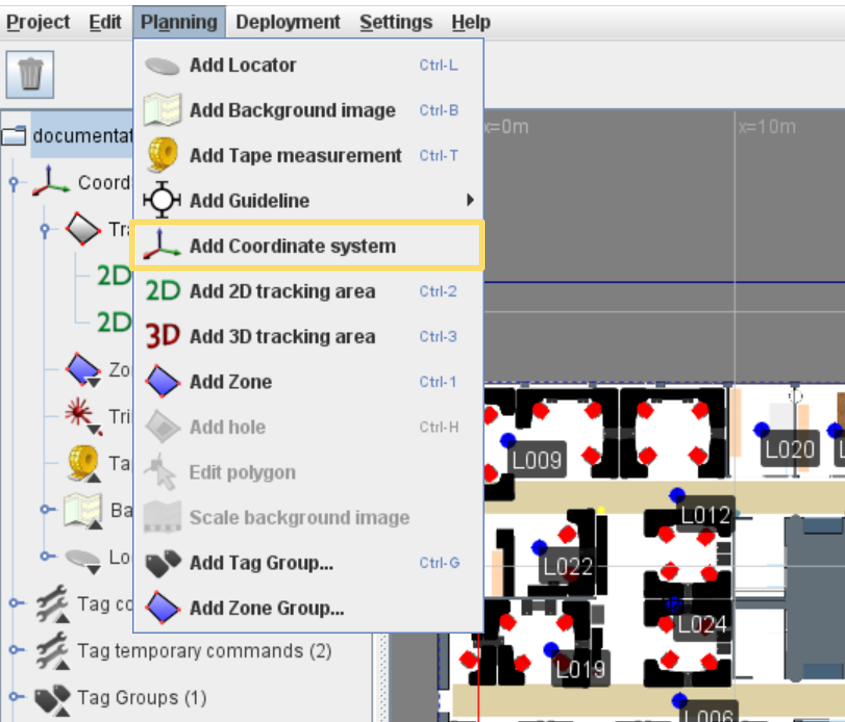 Project Edit Planning Deployment Settings Help
Add Locator Ctrl-L
Add Background image Ctrl-B
x=0m x=10m
documentat
Add Tape measurement Ctrl-T
Coord
Add Guideline
Tra
Add Coordinate system
2D
Add 2D tracking area Ctrl-2
2D
3D Add 3D tracking area Ctrl-3
2D
Zo
Add Zone Ctrl-1
Tri
Add hole Ctrl-H
L009
L020
L
Ta
Edit polygon
Ba
Scale background image
L012
Lo
Add Tag Group... Ctrl-G
L022
Tag co
Add Zone Group...
L024
Tag temporary commands (2)
L019
Tag Groups (1)
L006